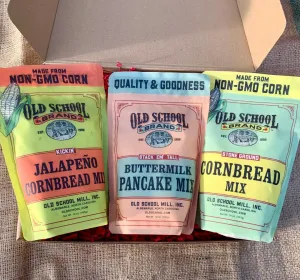 MADE FROM
NON-GMO CORN
OLD SCHOOL
BRAND
KICKIN'
JALAPEÑO
CORNBREAD MIX
OLD SCHOOL MILL, INC.
QUALITY & GOODNESS
OLD SCHOOL
BRAND
STACK 'EM TALL
BUTTERMILK
PANCAKE MIX
OLD SCHOOL MILL, INC.
MADE FROM
NON-GMO CORN
OLD SCHOOL
BRAND
STONE GROUND
CORNBREAD
MIX
OLD SCHOOL MILL, INC.